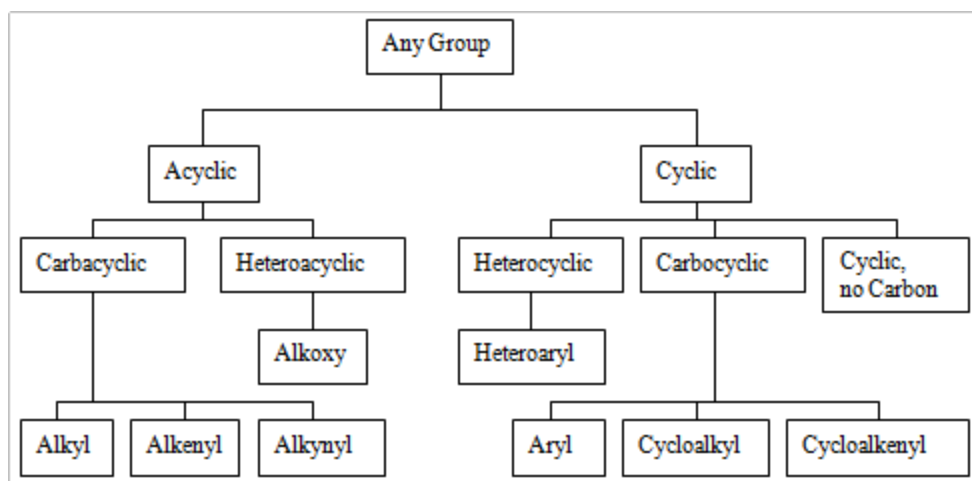 Any Group
Acyclic
Cyclic
Carbacyclic
Heteroacyclic
Heterocyclic
Carbocyclic
Cyclic,
no Carbon
Alkoxy
Heteroaryl
Alkyl
Alkenyl
Alkynyl
Aryl
Cycloalkyl
Cycloalkenyl